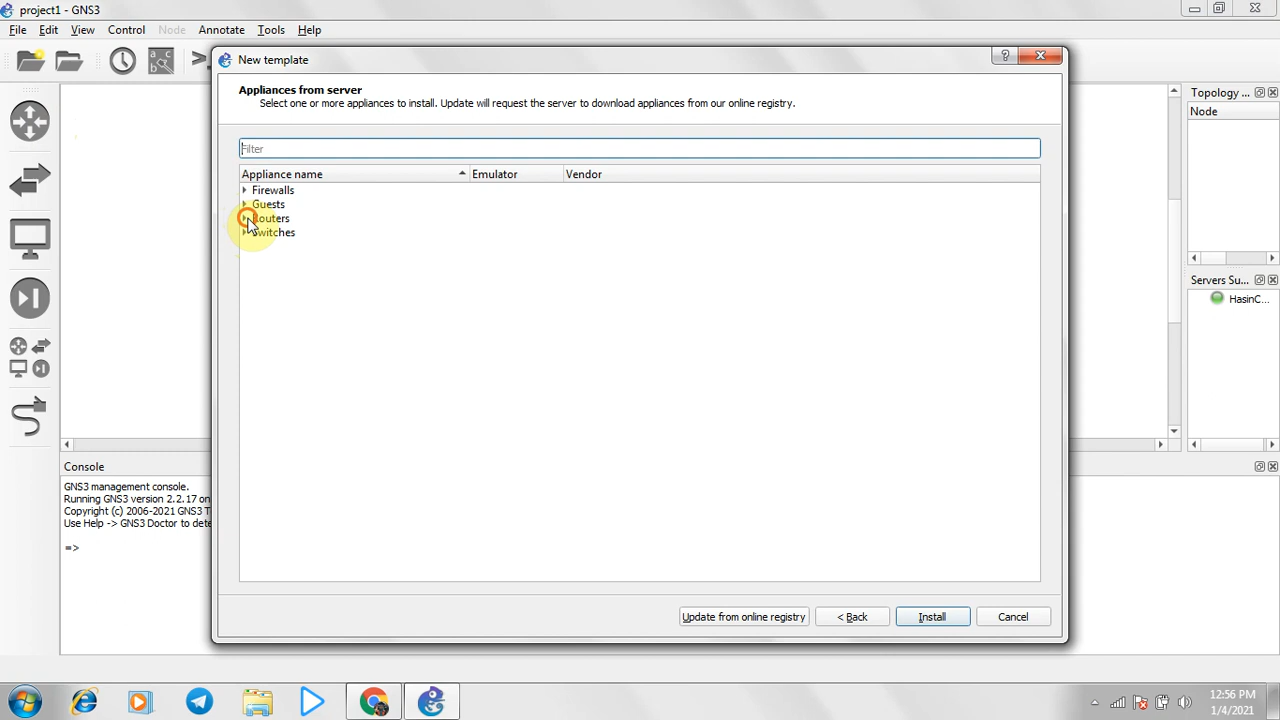 project1 - GNS3
File Edit View Control Node Annotate Tools Help
New template
Appliances from server
Select one or more appliances to install. Update will request the server to download appliances from our online registry.
Filter
Appliance name Emulator Vendor
Firewalls
Guests
Routers
Switches
Update from online registry < Back Install Cancel
Topology ...
Node
Servers Su...
HasinC...
Console
GNS3 management console.
Running GNS3 version 2.2.17 on
Copyright (c) 2006-2021 GNS3 T
Use Help -> GNS3 Doctor to dete
=>
12:56 PM
1/4/2021